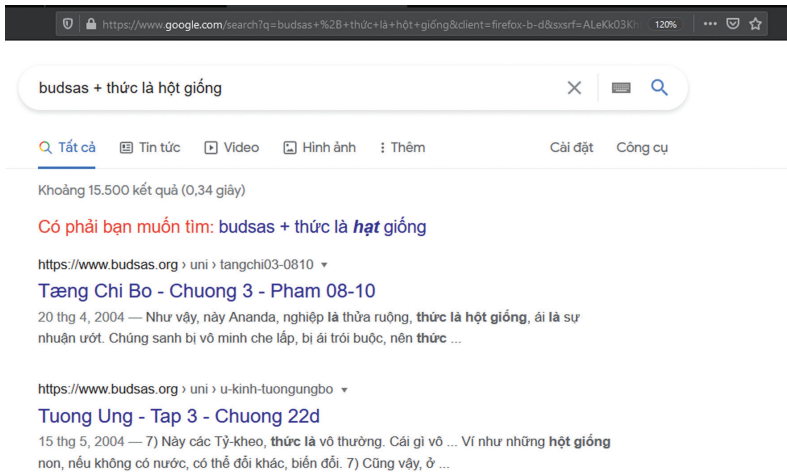 https://www.google.com/search?q=budsas+%2B+thức+là+hột+giống&client=firefox-b-d&sxsrf=ALeKk03Kh 120%
budsas + thức là hột giống
Tất cả Tin tức Video Hình ảnh Thêm Cài đặt Công cụ
Khoảng 15.500 kết quả (0,34 giây)
Có phải bạn muốn tìm: budsas + thức là hạt giống
https://www.budsas.org › uni › tangchi03-0810
Tæng Chi Bo - Chuong 3 - Pham 08-10
20 thg 4, 2004 — Như vậy, này Ananda, nghiệp là thửa ruộng, thức là hột giống, ái là sự
nhuận ướt. Chúng sanh bị vô minh che lấp, bị ái trói buộc, nên thức ...
https://www.budsas.org › uni › u-kinh-tuongungbo
Tuong Ung - Tap 3 - Chuong 22d
15 thg 5, 2004 — 7) Này các Tỷ-kheo, thức là vô thường. Cái gì vô ... Ví như những hột giống
non, nếu không có nước, có thể đổi khác, biến đổi. 7) Cũng vậy, ở ...